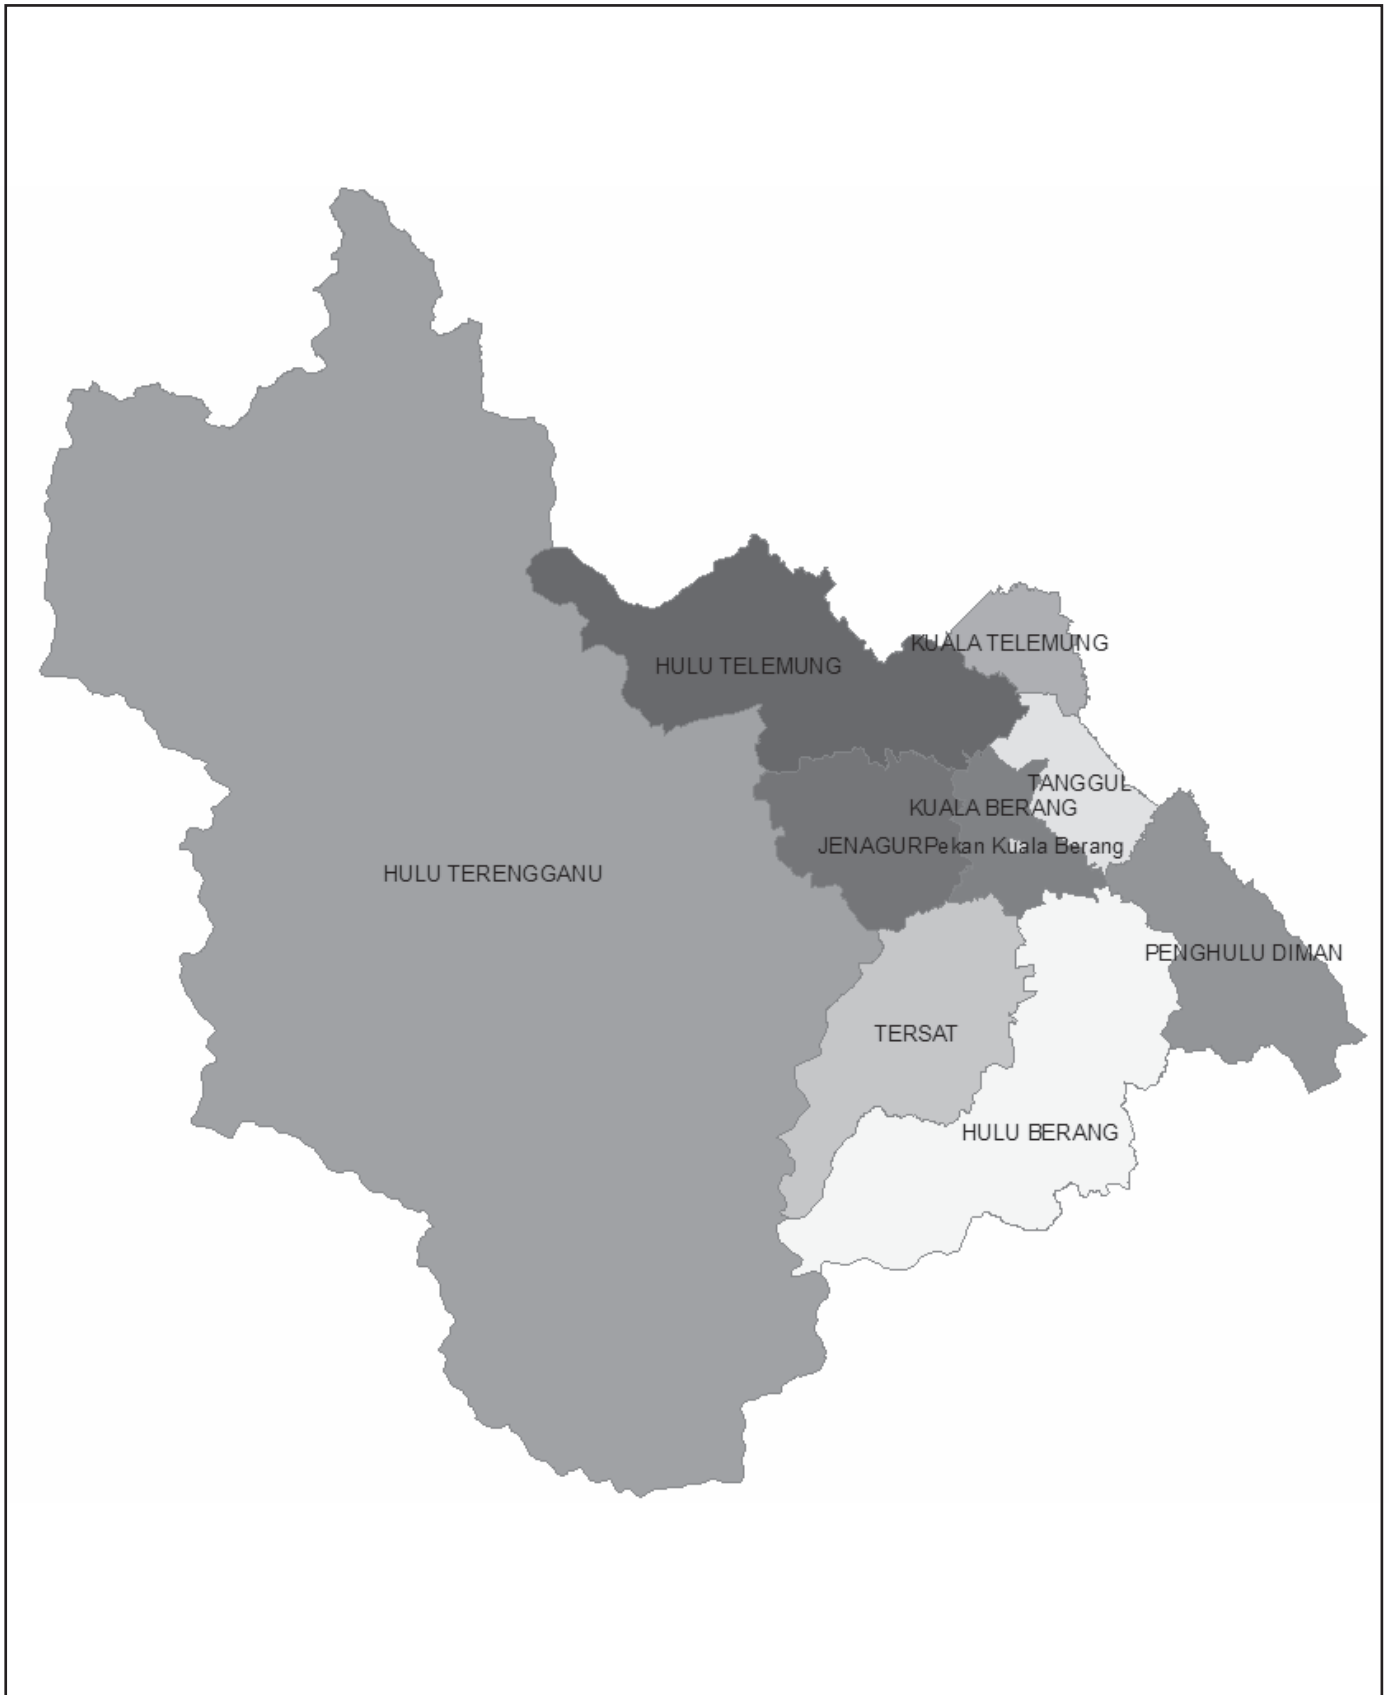 KUALA TELEMUNG
HULU TELEMUNG
TANGGUL
KUALA BERANG
JENAGUR
Pekan Kuala Berang
HULU TERENGGANU
PENGHULU DIMAN
TERSAT
HULU BERANG